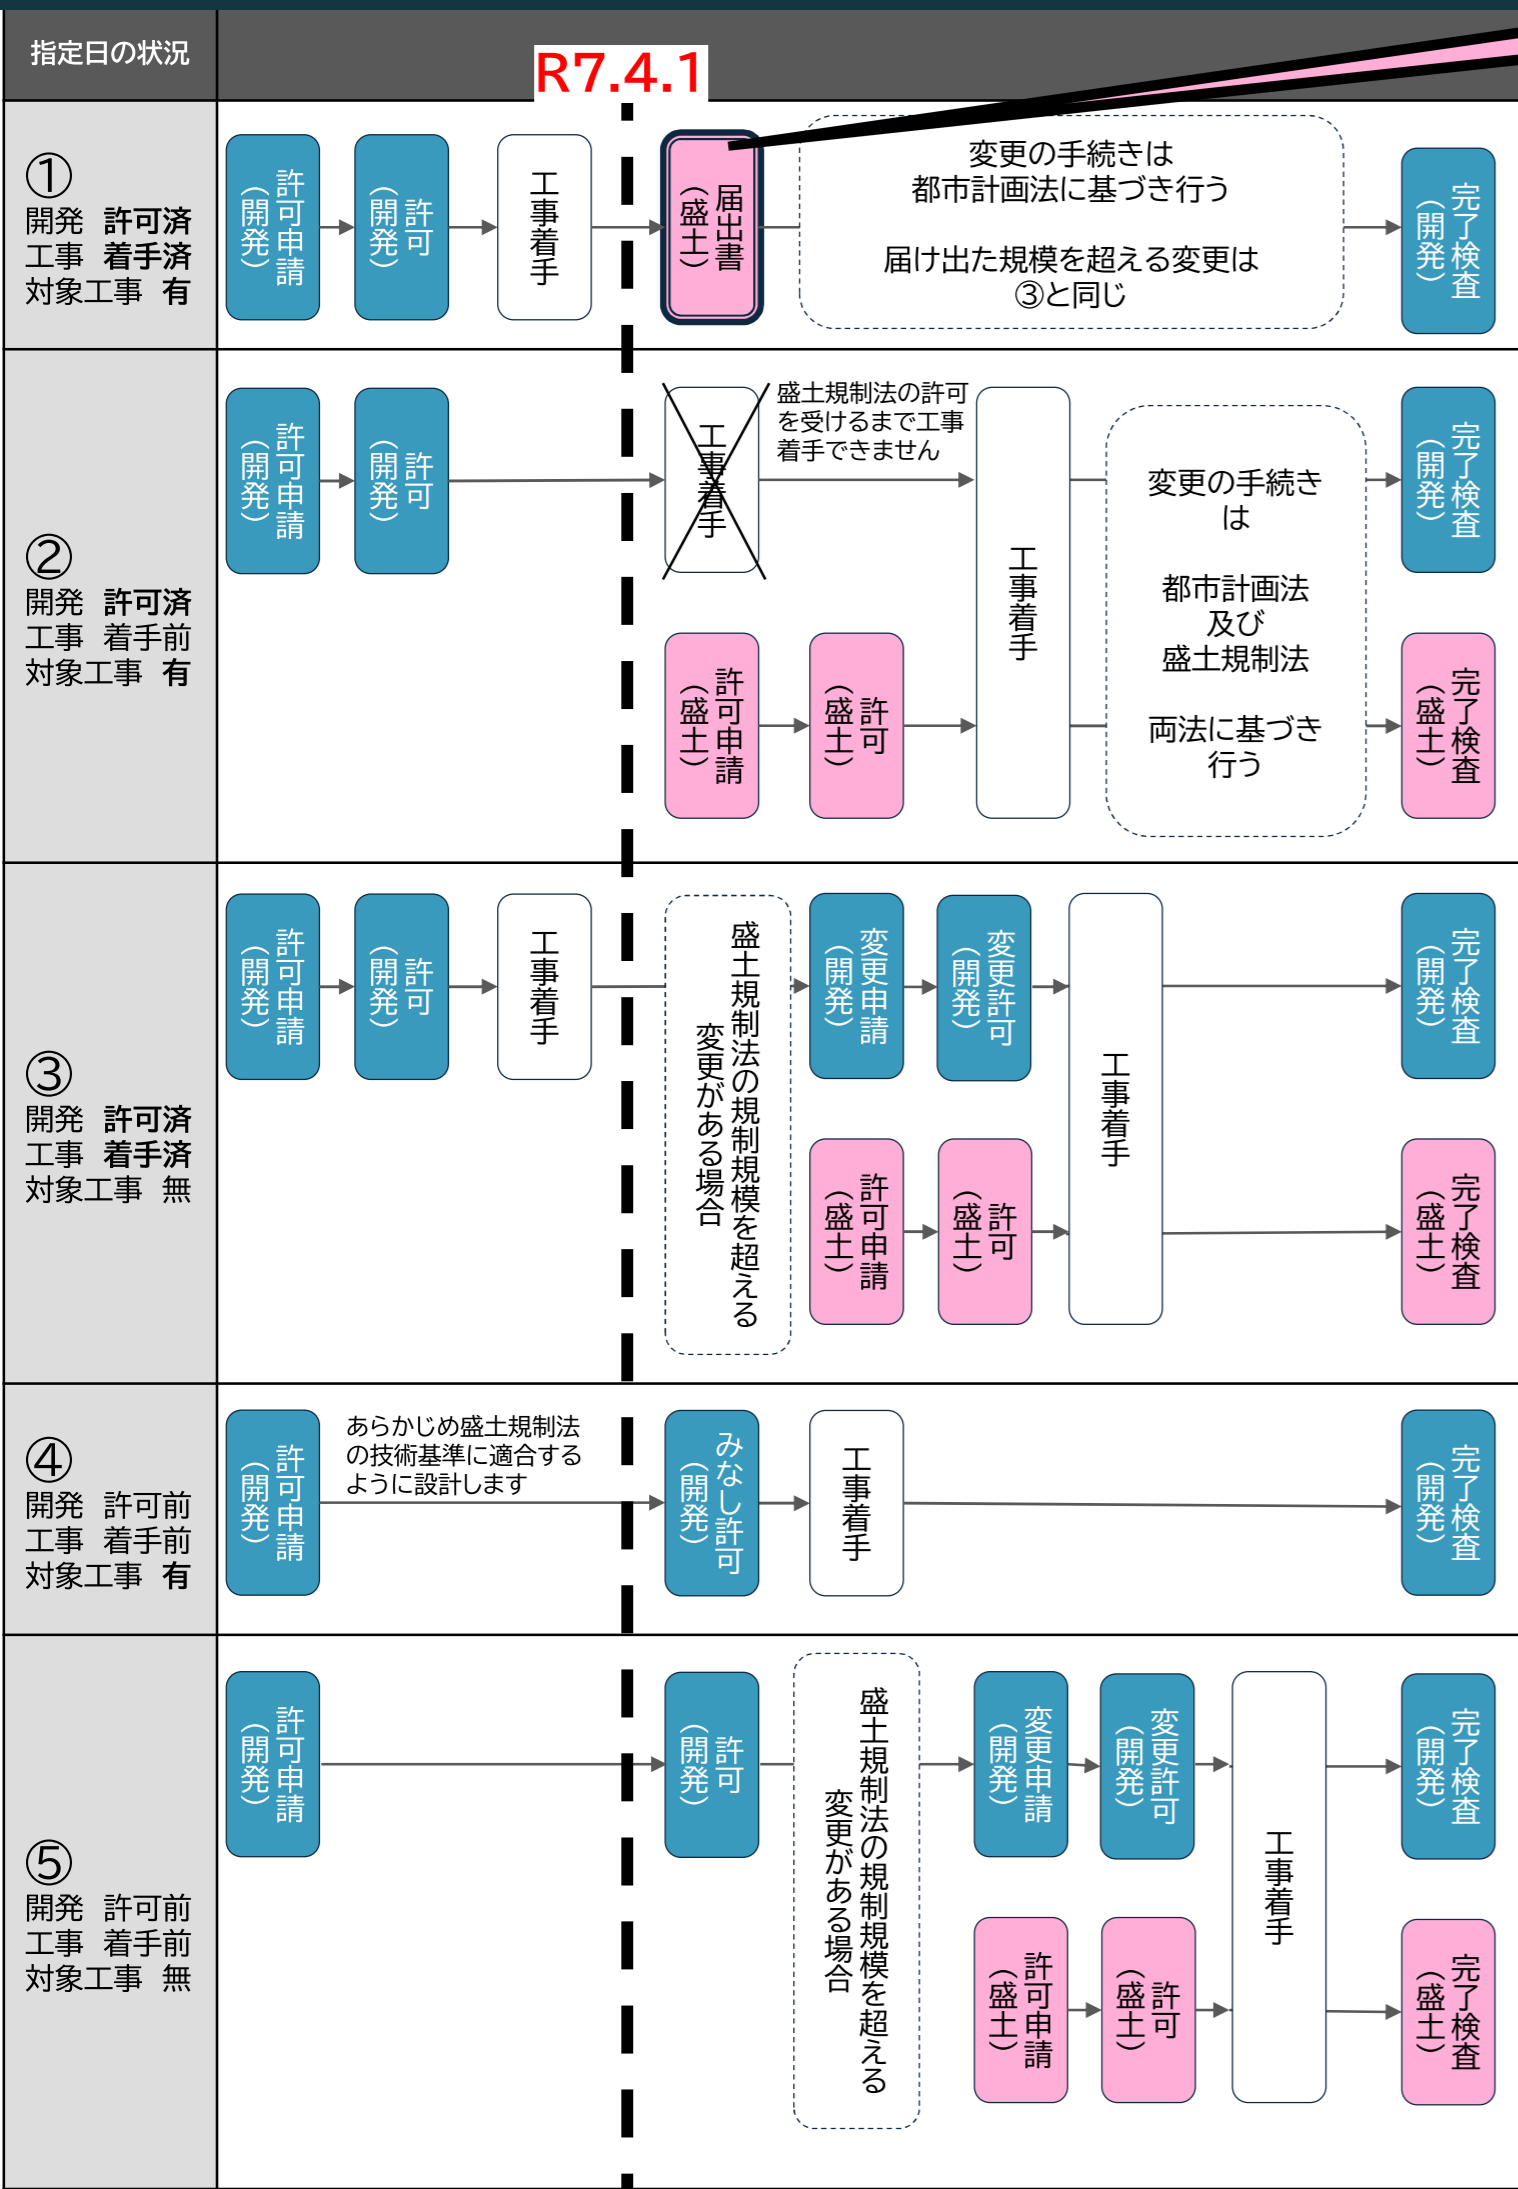 指定日の状況
R7.4.1
①
開発 許可済
工事 着手済
対象工事 有
許可申請
（開発）
許可
（開発）
工事着手
届出書
（盛土）
変更の手続きは
都市計画法に基づき行う
届け出た規模を超える変更は
③と同じ
完了検査
（開発）
②
開発 許可済
工事 着手前
対象工事 有
許可申請
（開発）
許可
（開発）
工事着手
盛土規制法の許可
を受けるまで工事
着手できません
許可申請
（盛土）
許可
（盛土）
工事着手
変更の手続き
は
都市計画法
及び
盛土規制法
両法に基づき
行う
完了検査
（開発）
完了検査
（盛土）
③
開発 許可済
工事 着手済
対象工事 無
許可申請
（開発）
許可
（開発）
工事着手
盛土規制法の規制規模を超える
変更がある場合
変更申請
（開発）
変更許可
（開発）
許可申請
（盛土）
許可
（盛土）
工事着手
完了検査
（開発）
完了検査
（盛土）
④
開発 許可前
工事 着手前
対象工事 有
許可申請
（開発）
あらかじめ盛土規制法
の技術基準に適合する
ように設計します
みなし許可
（開発）
工事着手
完了検査
（開発）
⑤
開発 許可前
工事 着手前
対象工事 無
許可申請
（開発）
許可
（開発）
盛土規制法の規制規模を超える
変更がある場合
変更申請
（開発）
変更許可
（開発）
許可申請
（盛土）
許可
（盛土）
工事着手
完了検査
（開発）
完了検査
（盛土）